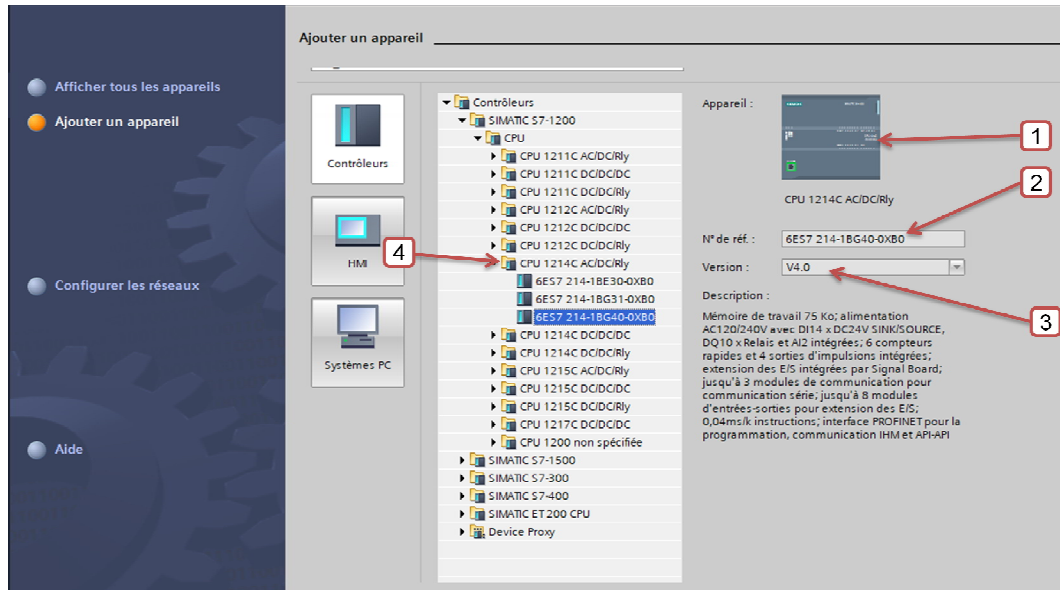 Ajouter un appareil
Afficher tous les appareils
Ajouter un appareil
Configurer les réseaux
Aide
Contrôleurs
HMI
Systèmes PC
Contrôleurs
SIMATIC S7-1200
CPU
CPU 1211C AC/DC/Rly
CPU 1211C DC/DC/DC
CPU 1211C DC/DC/Rly
CPU 1212C AC/DC/Rly
CPU 1212C DC/DC/DC
CPU 1212C DC/DC/Rly
CPU 1214C AC/DC/Rly
6ES7 214-1BE30-0XB0
6ES7 214-1BG31-0XB0
6ES7 214-1BG40-0XB0
CPU 1214C DC/DC/DC
CPU 1214C DC/DC/Rly
CPU 1215C AC/DC/Rly
CPU 1215C DC/DC/DC
CPU 1215C DC/DC/Rly
CPU 1217C DC/DC/DC
CPU 1200 non spécifiée
SIMATIC S7-1500
SIMATIC S7-300
SIMATIC S7-400
SIMATIC ET 200 CPU
Device Proxy
4
Appareil :
1
CPU 1214C AC/DC/Rly
2
N° de réf. : 6ES7 214-1BG40-0XB0
Version : V4.0
3
Description :
Mémoire de travail 75 Ko; alimentation
AC120/240V avec DI14 x DC24V SINK/SOURCE,
DQ10 x Relais et AI2 intégrées; 6 compteurs
rapides et 4 sorties d'impulsions intégrées;
extension des E/S intégrées par Signal Board;
jusqu'à 3 modules de communication pour
communication série; jusqu'à 8 modules
d'entrées-sorties pour extension des E/S;
0,04ms/k instructions; interface PROFINET pour la
programmation, communication IHM et API-API